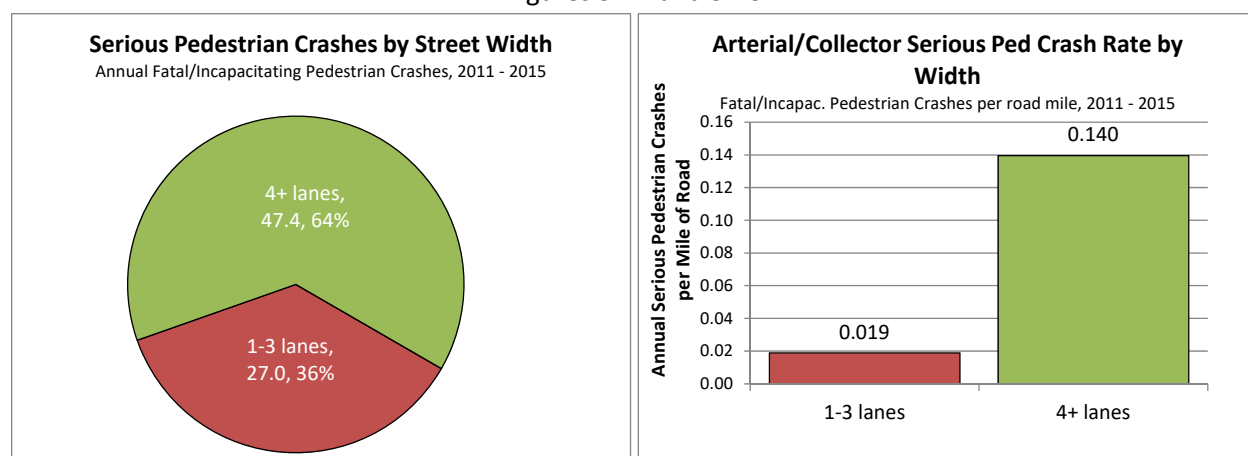 Serious Pedestrian Crashes by Street Width
Annual Fatal/Incapacitating Pedestrian Crashes, 2011 - 2015
4+ lanes,
47.4, 64%
1-3 lanes,
27.0, 36%
Arterial/Collector Serious Ped Crash Rate by
Width
Fatal/Incapac. Pedestrian Crashes per road mile, 2011 - 2015
Annual Serious Pedestrian Crashes
per Mile of Road
0.16
0.14
0.12
0.10
0.08
0.06
0.04
0.02
0.00
0.019
0.140
1-3 lanes
4+ lanes